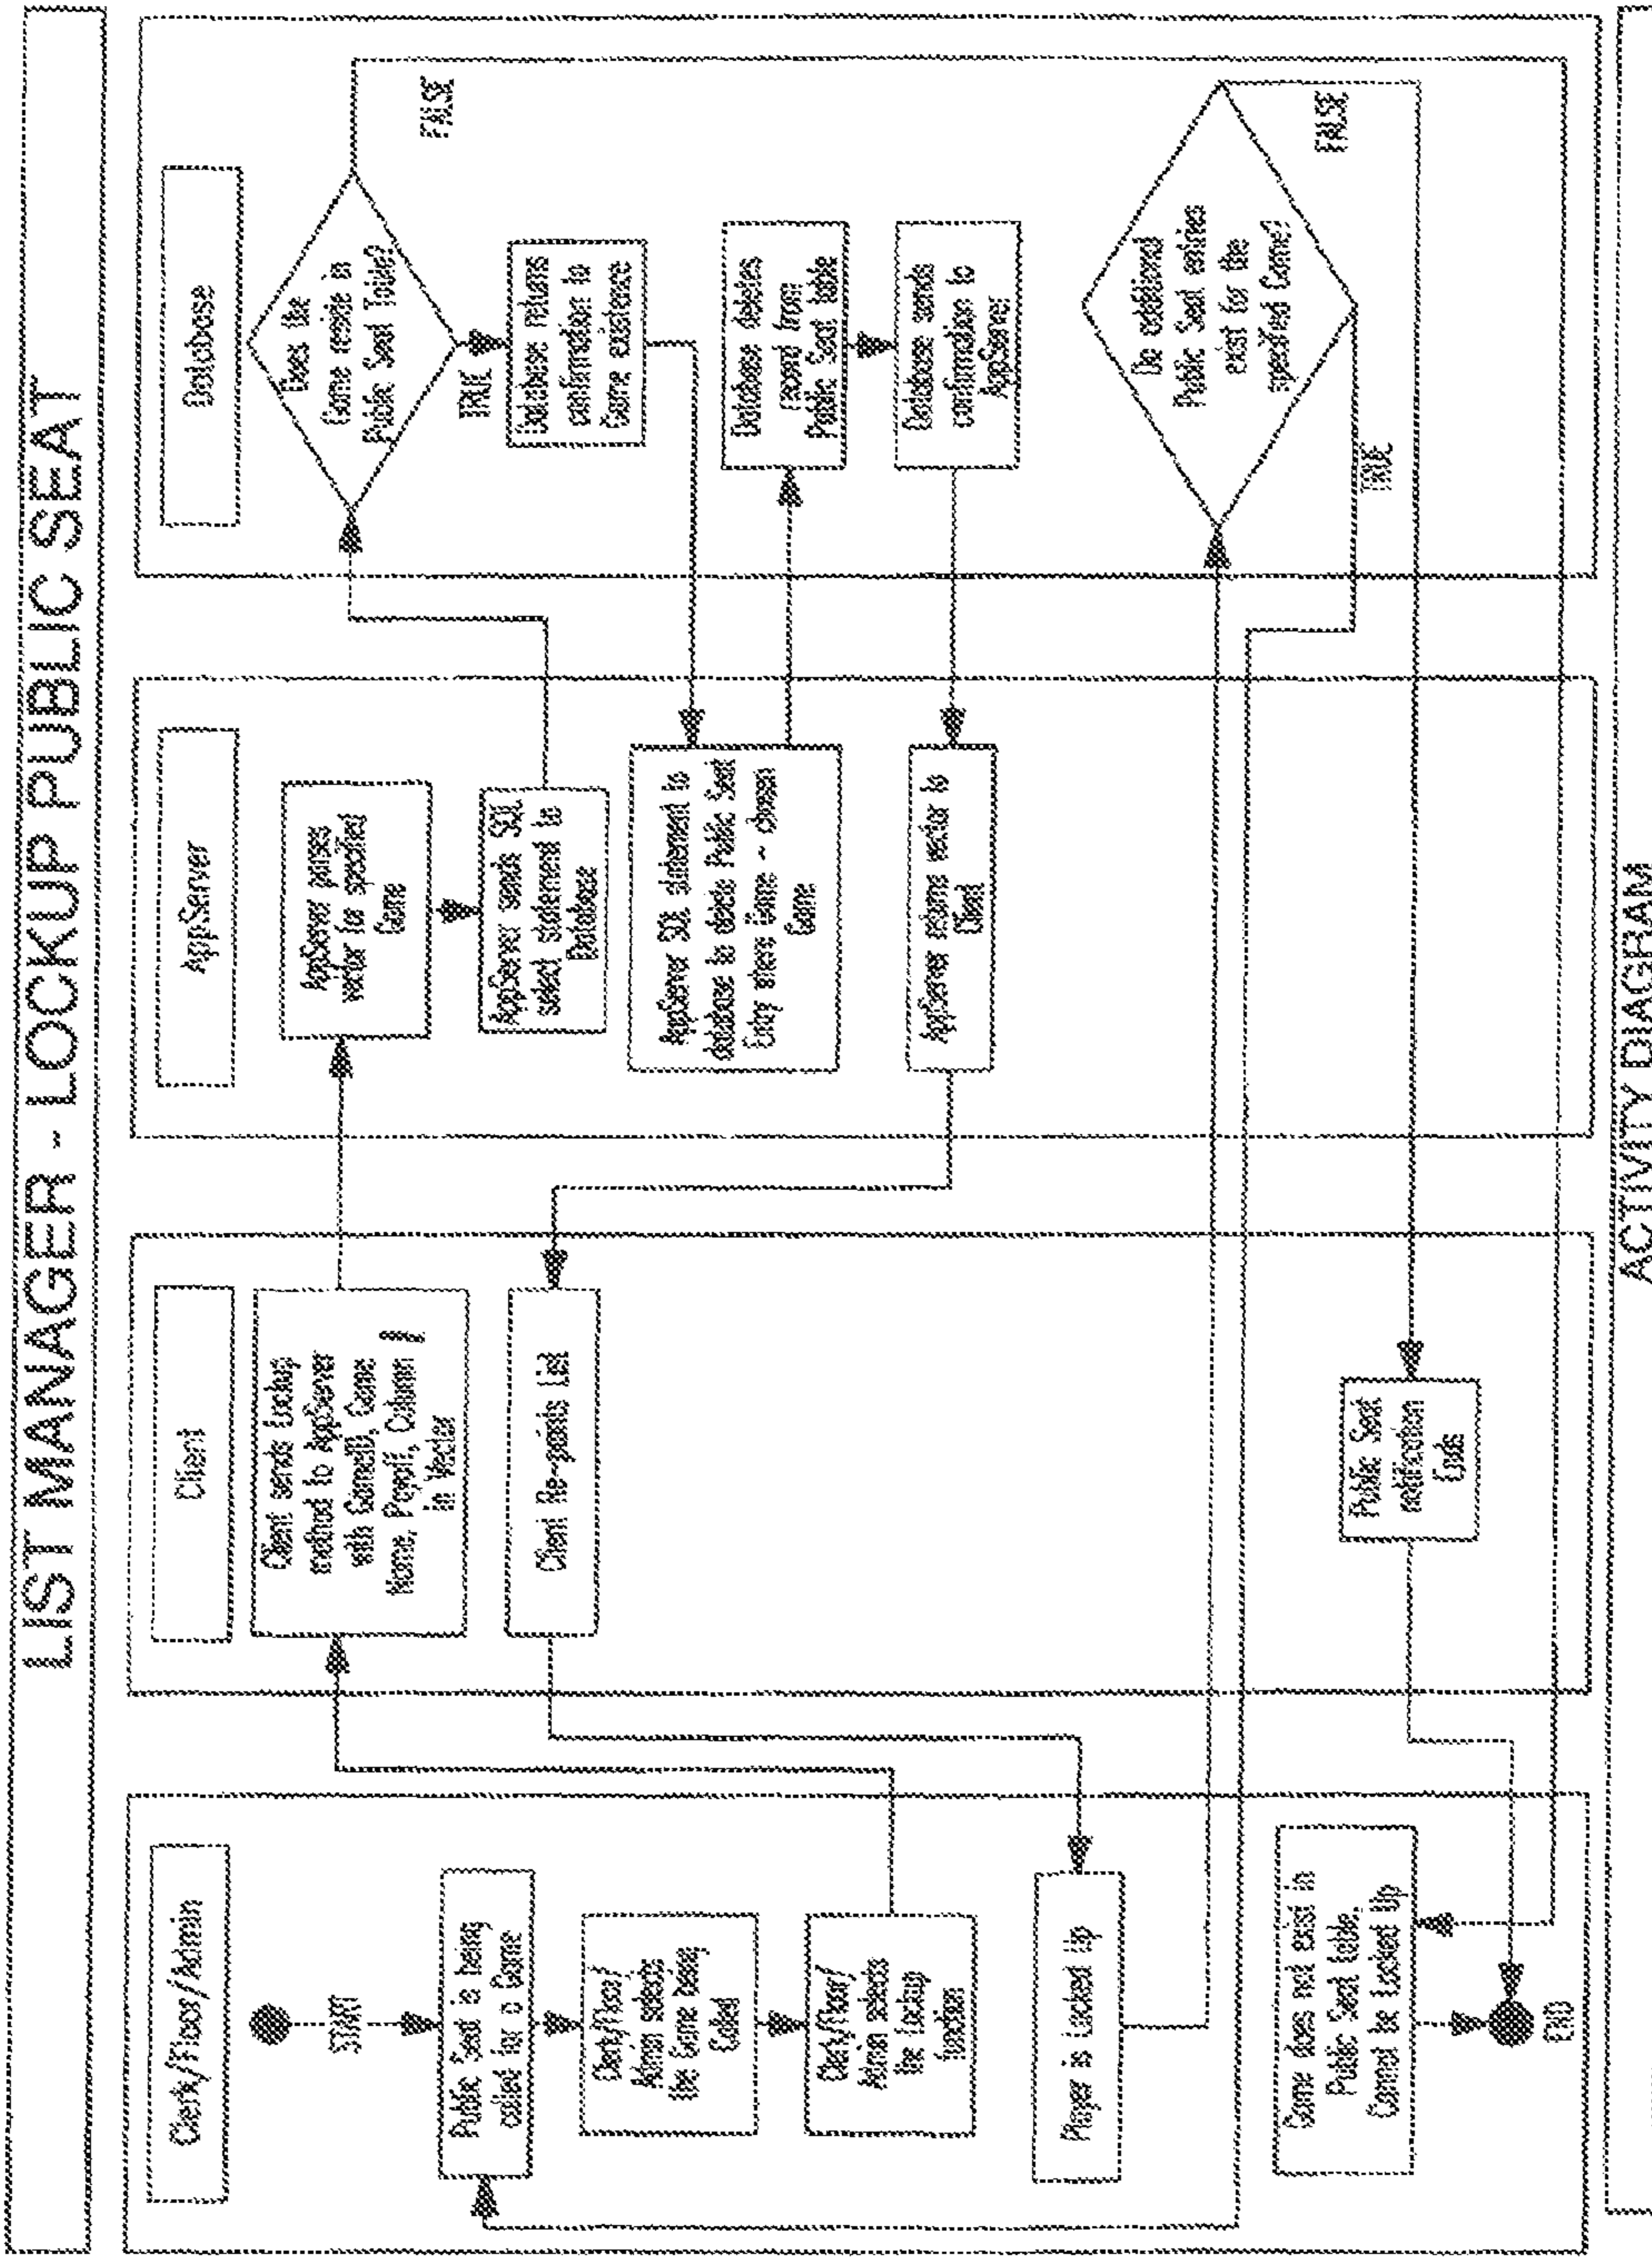 LIST MANAGER - LOCKUP PUBLIC SEAT
Clerk/Floor/Admin
START
Public Seat is being
called for a Game
Clerk/Floor/
Admin selects
the Game being
Called
Clerk/Floor/
Admin selects
the Lockup
function
Player is Locked Up
Game does not exist in
Public Seat table,
Cannot be Locked Up
END
Client
Client sends Lockup
method to AppServer
with GameID, Game
Name, Payoff, Column #
in Vector
Client Re-paints List
Public Seat
notification
Ends
AppServer
AppServer parses
vector for specified
Game
AppServer sends SQL
select statement to
Database
AppServer SQL statement to
database to delete Public Seat
Entry where Game ~ chosen
Game
AppServer returns vector to
Client
Database
Does the
Game reside in
Public Seat Table?
FALSE
TRUE
Database returns
confirmation to
Game existence
Database deletes
record from
Public Seat table
Database sends
confirmation to
AppServer
Do additional
Public Seat entries
exist for the
specified Game?
FALSE
TRUE
ACTIVITY DIAGRAM